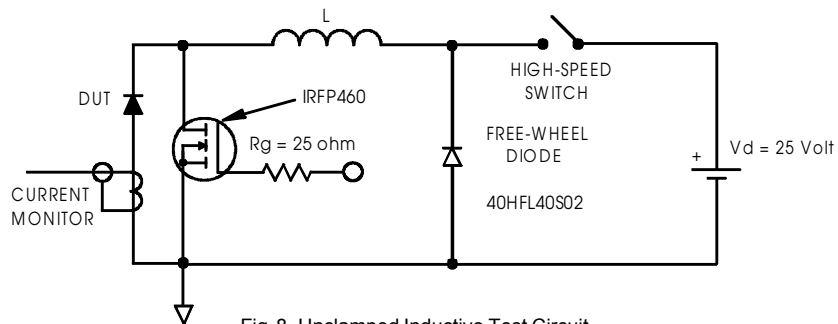 L
HIGH-SPEED
SWITCH
DUT
IRFP460
Rg = 25 ohm
FREE-WHEEL
DIODE
40HFL40S02
+
Vd = 25 Volt
CURRENT
MONITOR
Fig. 8- Unclamped Inductive Test Circuit